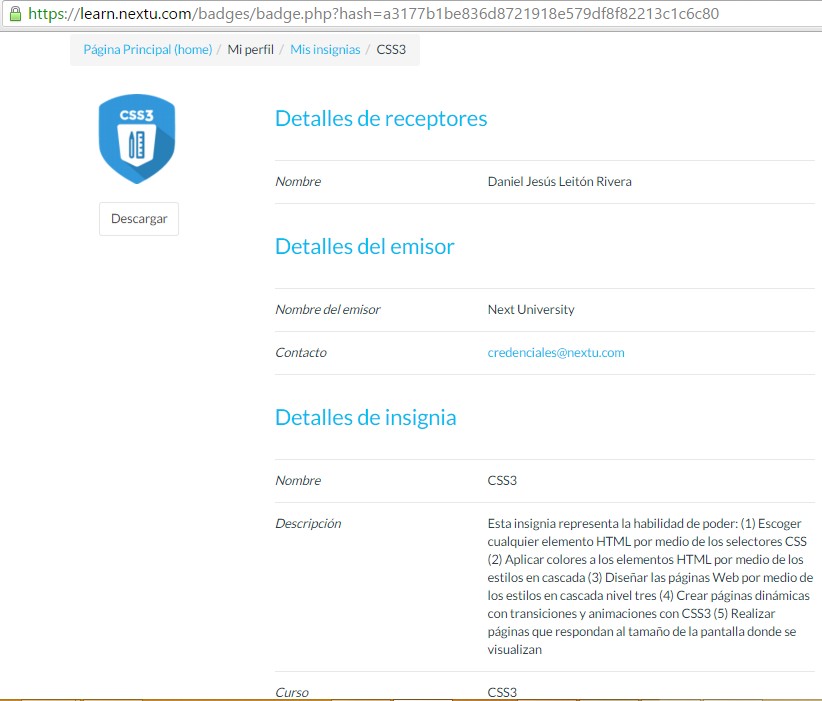 https://learn.nextu.com/badges/badge.php?hash=a3177b1be836d8721918e579df8f82213c1c6c80
Página Principal (home) / Mi perfil / Mis insignias / CSS3
CSS3
Descargar
Detalles de receptores
Nombre Daniel Jesús Leitón Rivera
Detalles del emisor
Nombre del emisor Next University
Contacto credenciales@nextu.com
Detalles de insignia
Nombre CSS3
Descripción Esta insignia representa la habilidad de poder: (1) Escoger
cualquier elemento HTML por medio de los selectores CSS
(2) Aplicar colores a los elementos HTML por medio de los
estilos en cascada (3) Diseñar las páginas Web por medio de
los estilos en cascada nivel tres (4) Crear páginas dinámicas
con transiciones y animaciones con CSS3 (5) Realizar
páginas que respondan al tamaño de la pantalla donde se
visualizan
Curso CSS3